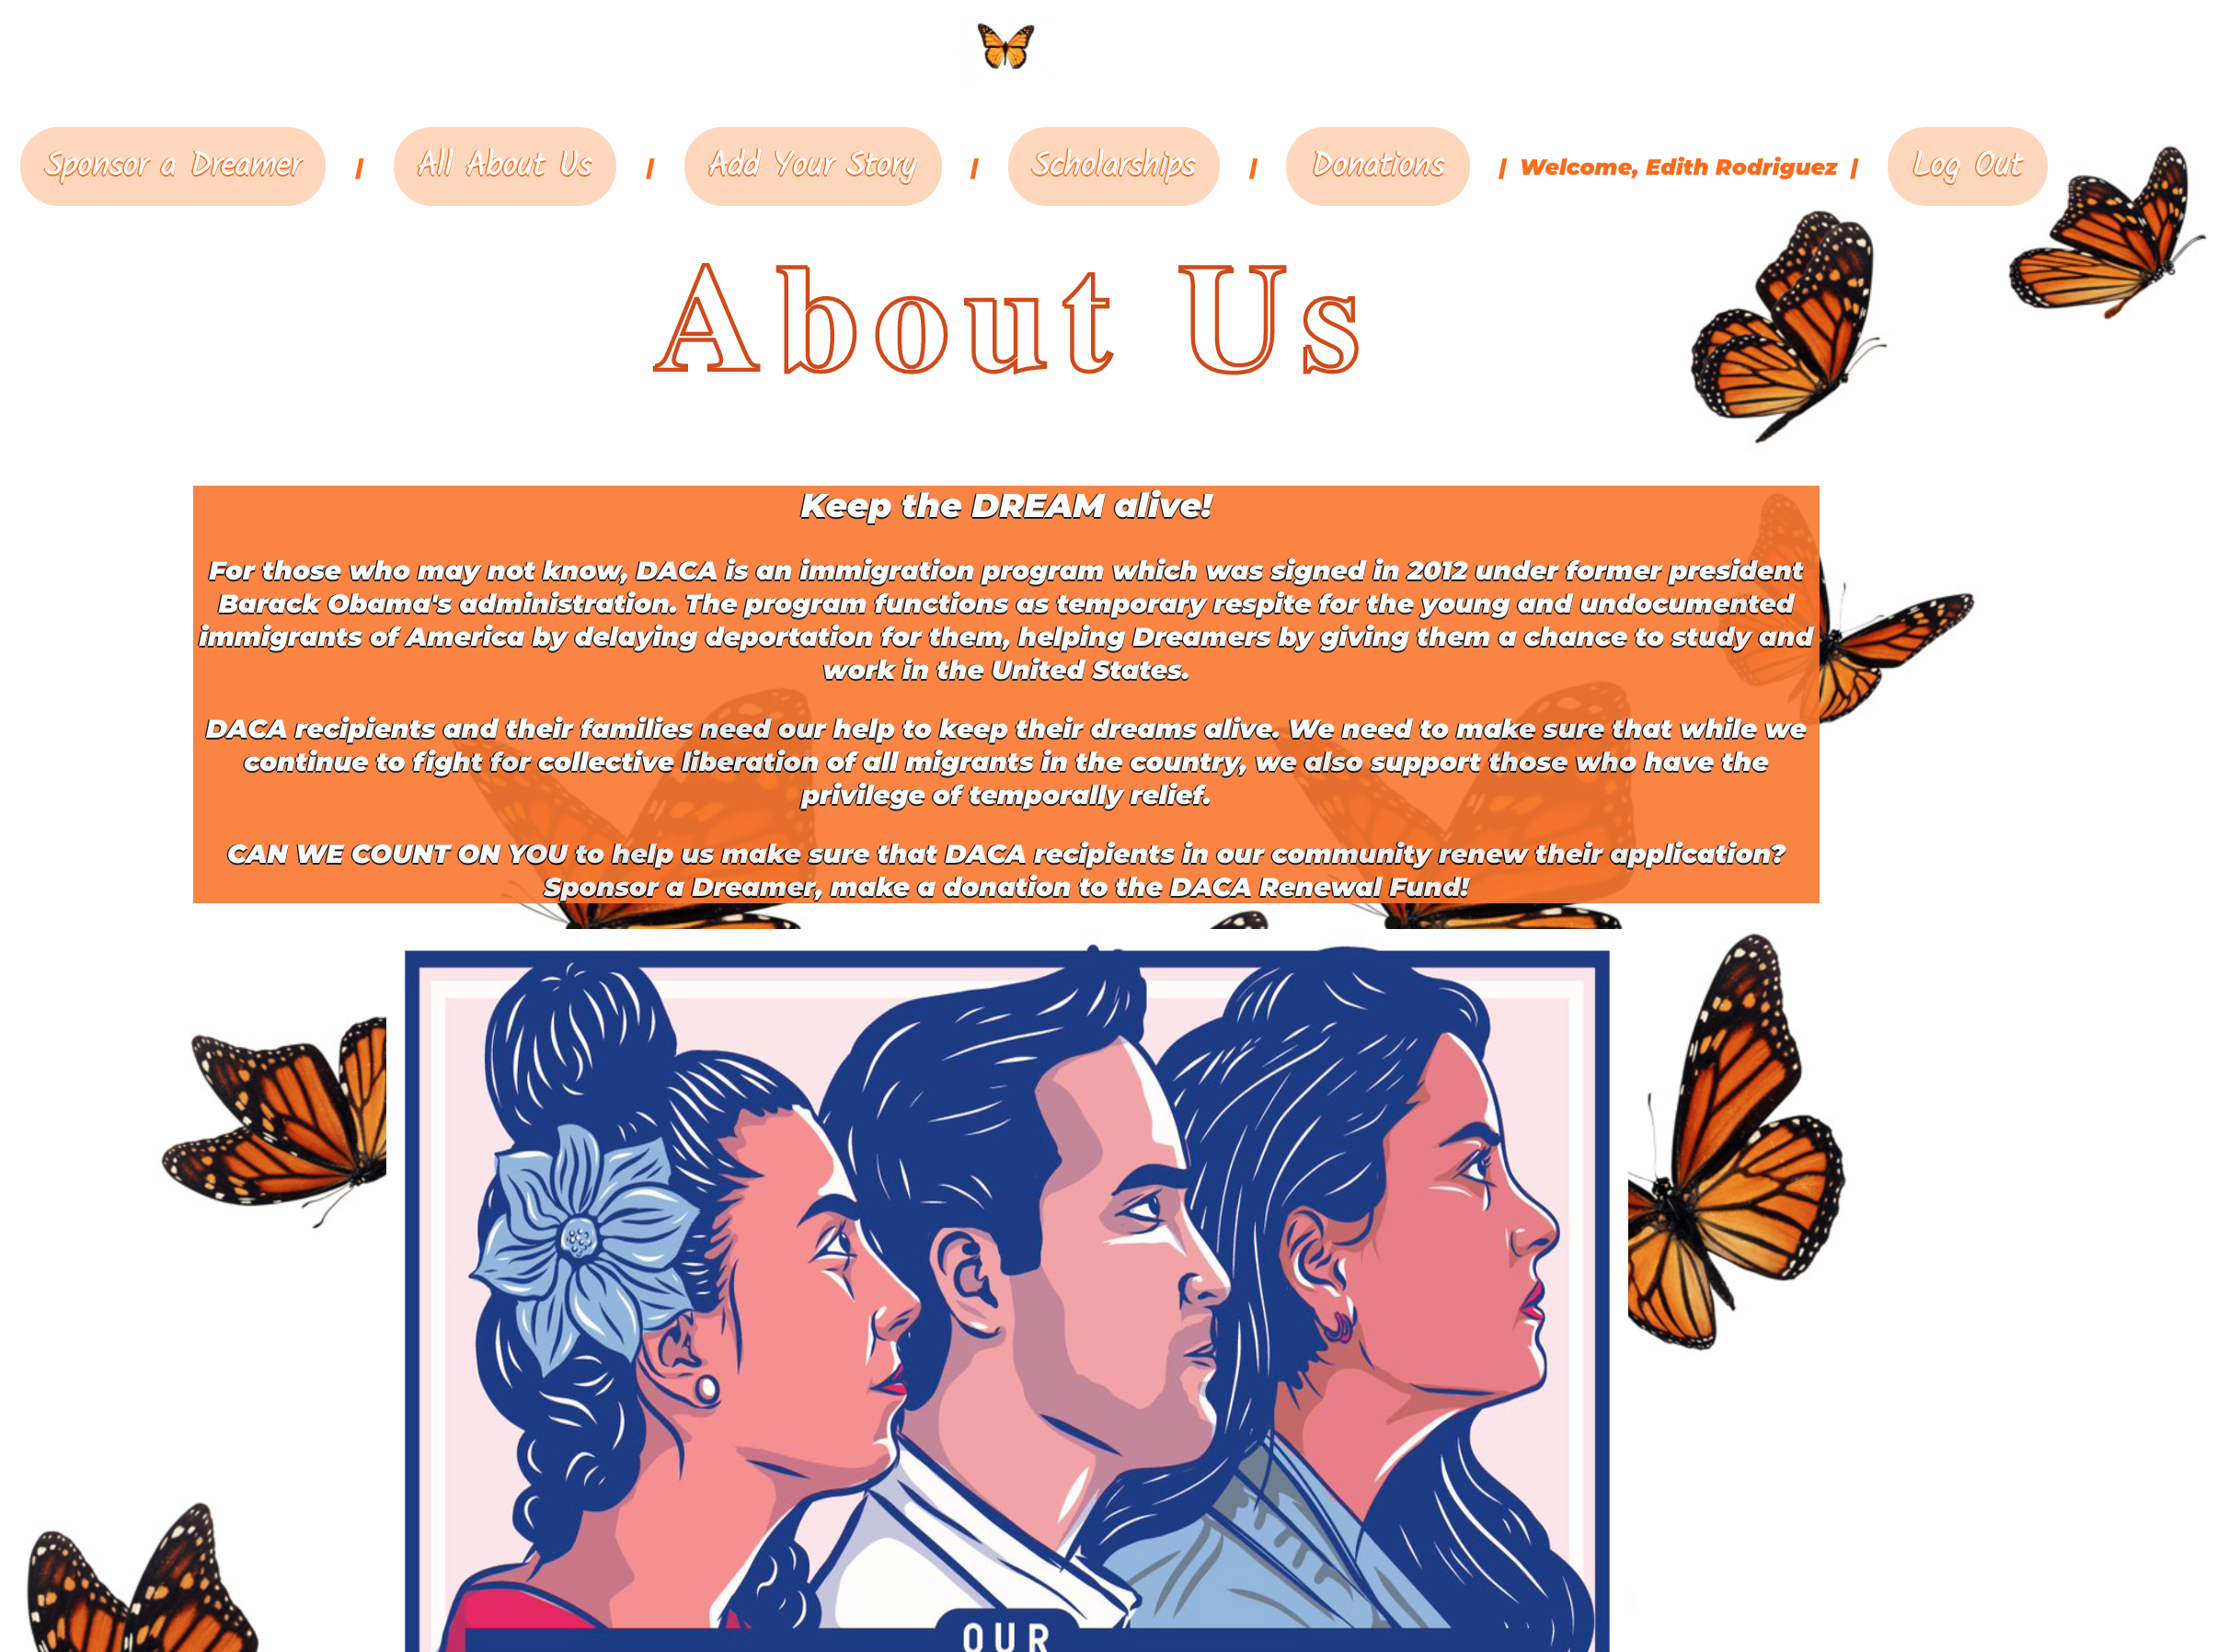 Sponsor a Dreamer | All About Us | Add Your Story | Scholarships | Donations | Welcome, Edith Rodriguez | Log Out
About Us
Keep the DREAM alive!
For those who may not know, DACA is an immigration program which was signed in 2012 under former president
Barack Obama's administration. The program functions as temporary respite for the young and undocumented
immigrants of America by delaying deportation for them, helping Dreamers by giving them a chance to study and
work in the United States.
DACA recipients and their families need our help to keep their dreams alive. We need to make sure that while we
continue to fight for collective liberation of all migrants in the country, we also support those who have the
privilege of temporally relief.
CAN WE COUNT ON YOU to help us make sure that DACA recipients in our community renew their application?
Sponsor a Dreamer, make a donation to the DACA Renewal Fund!
OUR